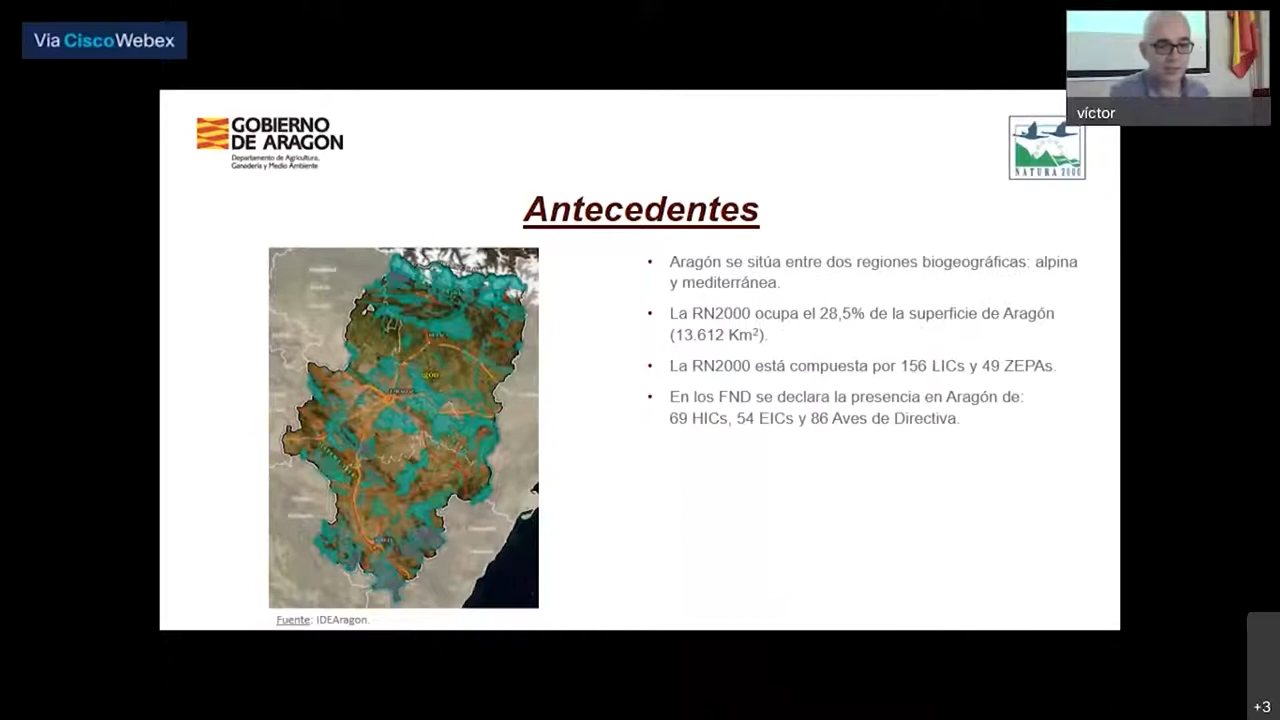 Vía CiscoWebex
víctor
GOBIERNO
DE ARAGON
Departamento de Agricultura,
Ganadería y Medio Ambiente
NATURA 2000
Antecedentes
• Aragón se sitúa entre dos regiones biogeográficas: alpina
y mediterránea.
• La RN2000 ocupa el 28,5% de la superficie de Aragón
(13.612 Km²).
• La RN2000 está compuesta por 156 LICs y 49 ZEPAs.
• En los FND se declara la presencia en Aragón de:
69 HICs, 54 EICs y 86 Aves de Directiva.
Fuente: IDEAragon.
+3